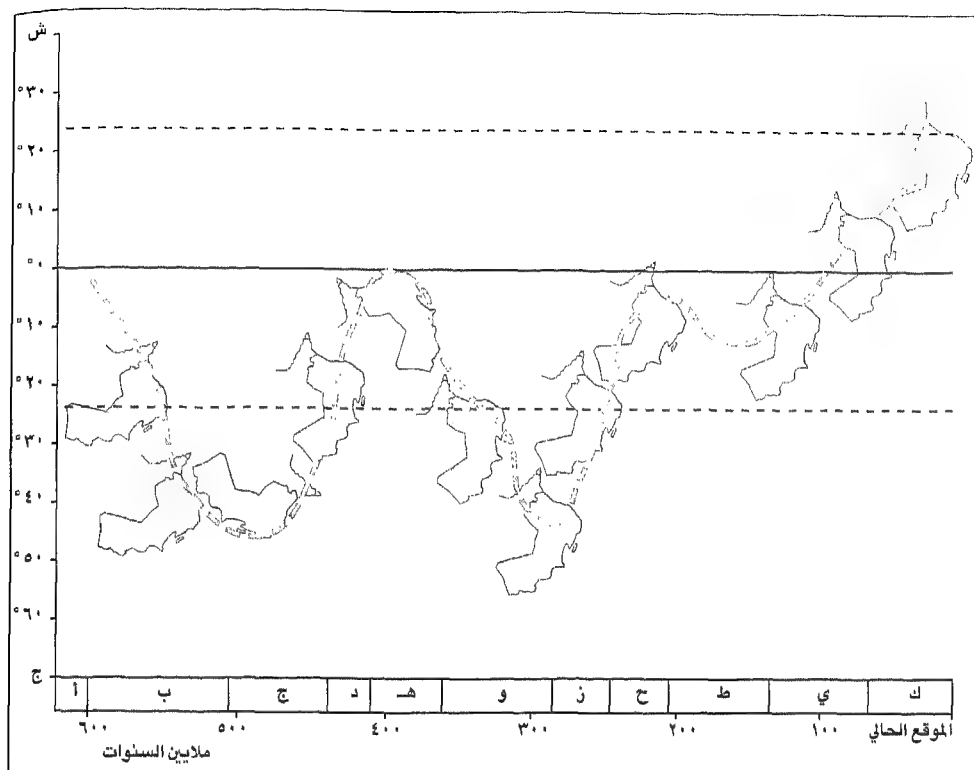 ش
°٣٠
°٢٠
°١٠
°٠
°١٠
°٢٠
°٣٠
°٤٠
°٥٠
°٦٠
ج
أ ب ج د هـ و ز ح ط ي ك
٦٠٠ ٥٠٠ ٤٠٠ ٣٠٠ ٢٠٠ ١٠٠ الموقع الحالي
ملايين السنوات